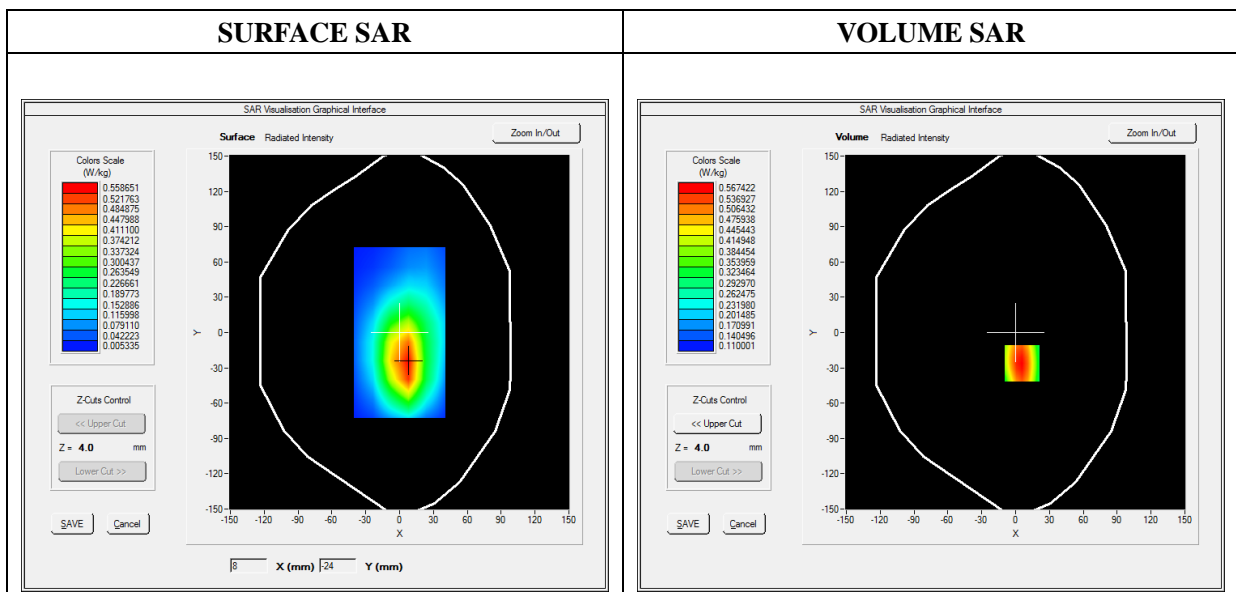 SURFACE SAR
VOLUME SAR
SAR Visualisation Graphical Interface
Surface Radiated Intensity
Zoom In/Out
Colors Scale
(W/kg)
0.558651
0.521763
0.484875
0.447988
0.411100
0.374212
0.337324
0.300437
0.263549
0.226661
0.189773
0.152886
0.115998
0.079110
0.042223
0.005335
150
120
90
60
30
0
-30
-60
-90
-120
-150
Y
-150 -120 -90 -60 -30 0 30 60 90 120 150
X
Z-Cuts Control
<< Upper Cut
Z = 4.0 mm
Lower Cut >>
SAVE Cancel
8 X (mm) -24 Y (mm)
SAR Visualisation Graphical Interface
Volume Radiated Intensity
Zoom In/Out
Colors Scale
(W/kg)
0.567422
0.536927
0.506432
0.475938
0.445443
0.414948
0.384454
0.353959
0.323464
0.292970
0.262475
0.231980
0.201485
0.170991
0.140496
0.110001
150
120
90
60
30
0
-30
-60
-90
-120
-150
Y
-150 -120 -90 -60 -30 0 30 60 90 120 150
X
Z-Cuts Control
<< Upper Cut
Z = 4.0 mm
Lower Cut >>
SAVE Cancel